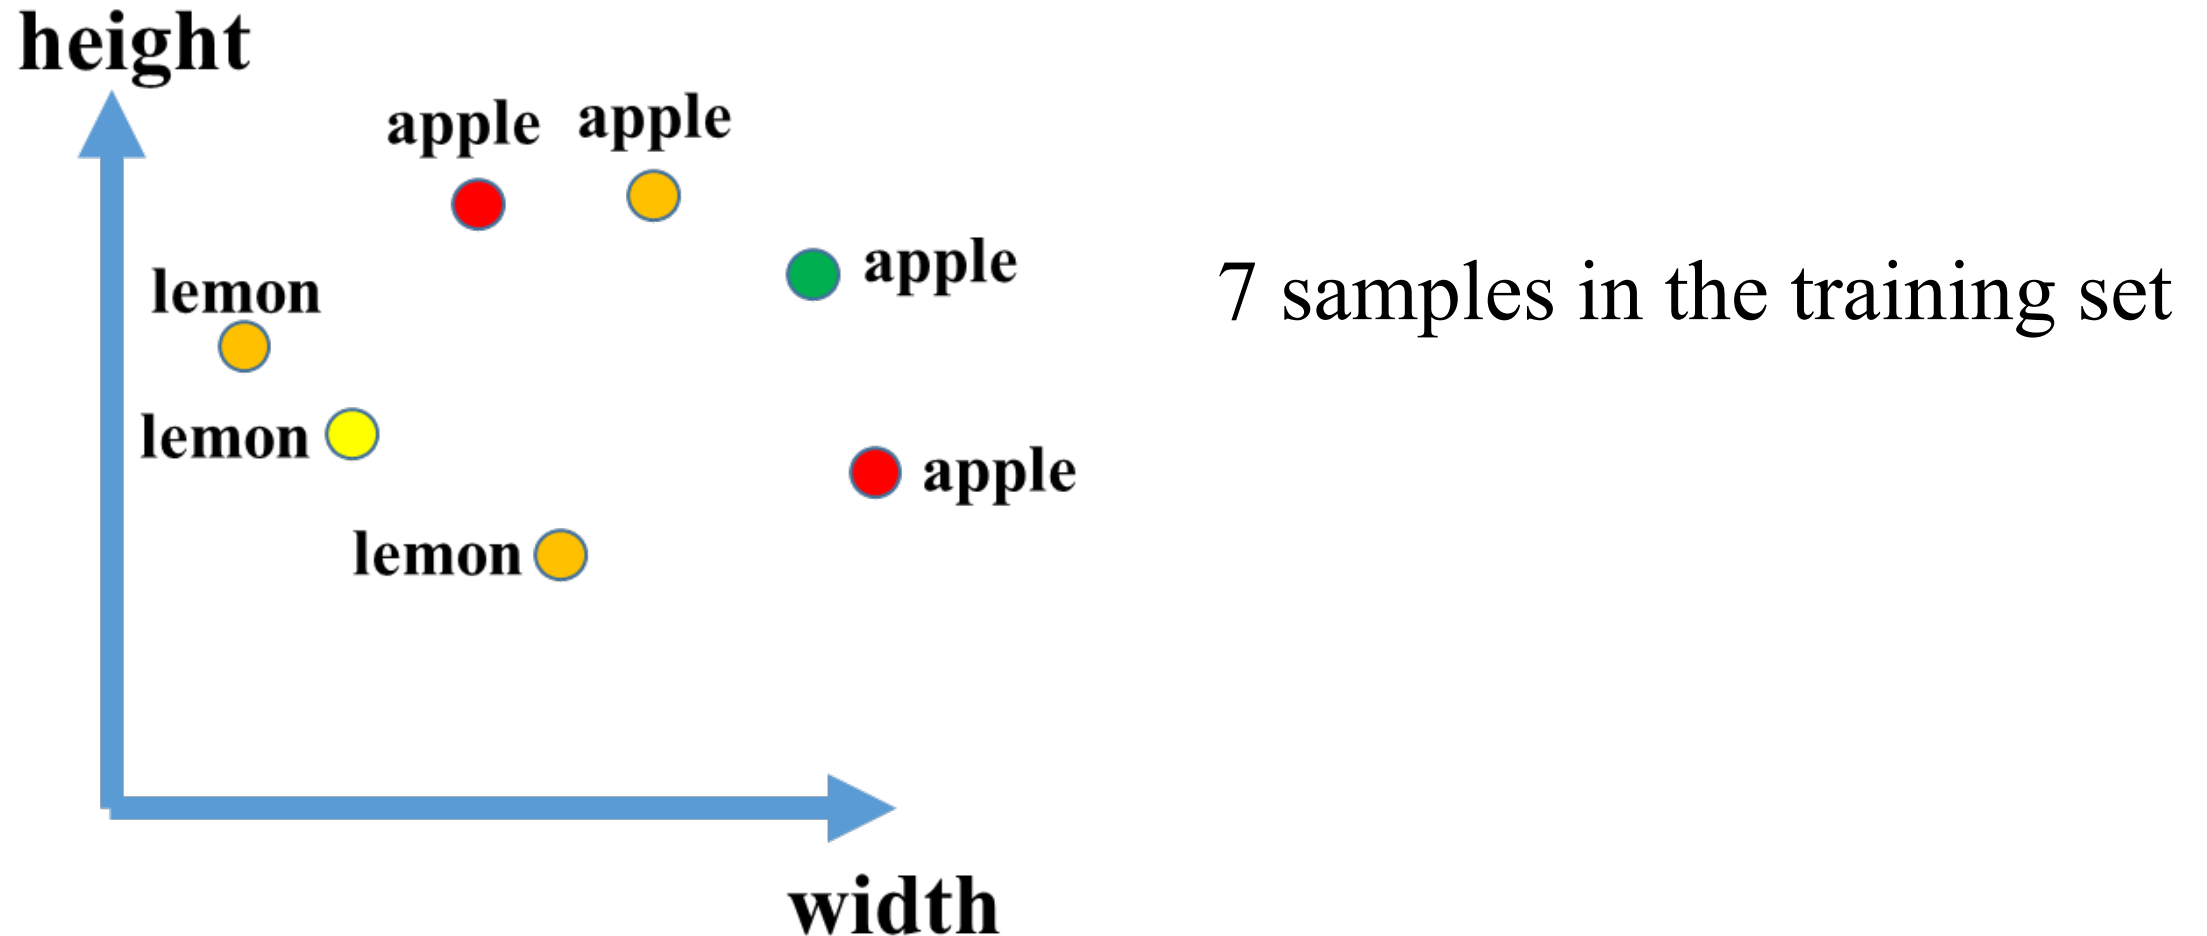 height
apple apple
apple
7 samples in the training set
lemon
lemon
apple
lemon
width